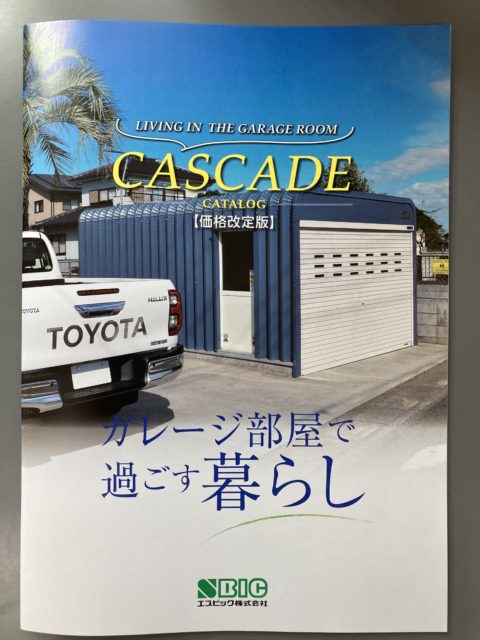 LIVING IN THE GARAGE ROOM
CASCADE
CATALOG
【価格改定版】
HILUX
TOYOTA
TOYOTA
ガレージ部屋で
過ごす暮らし
SBIC
エスビック株式会社